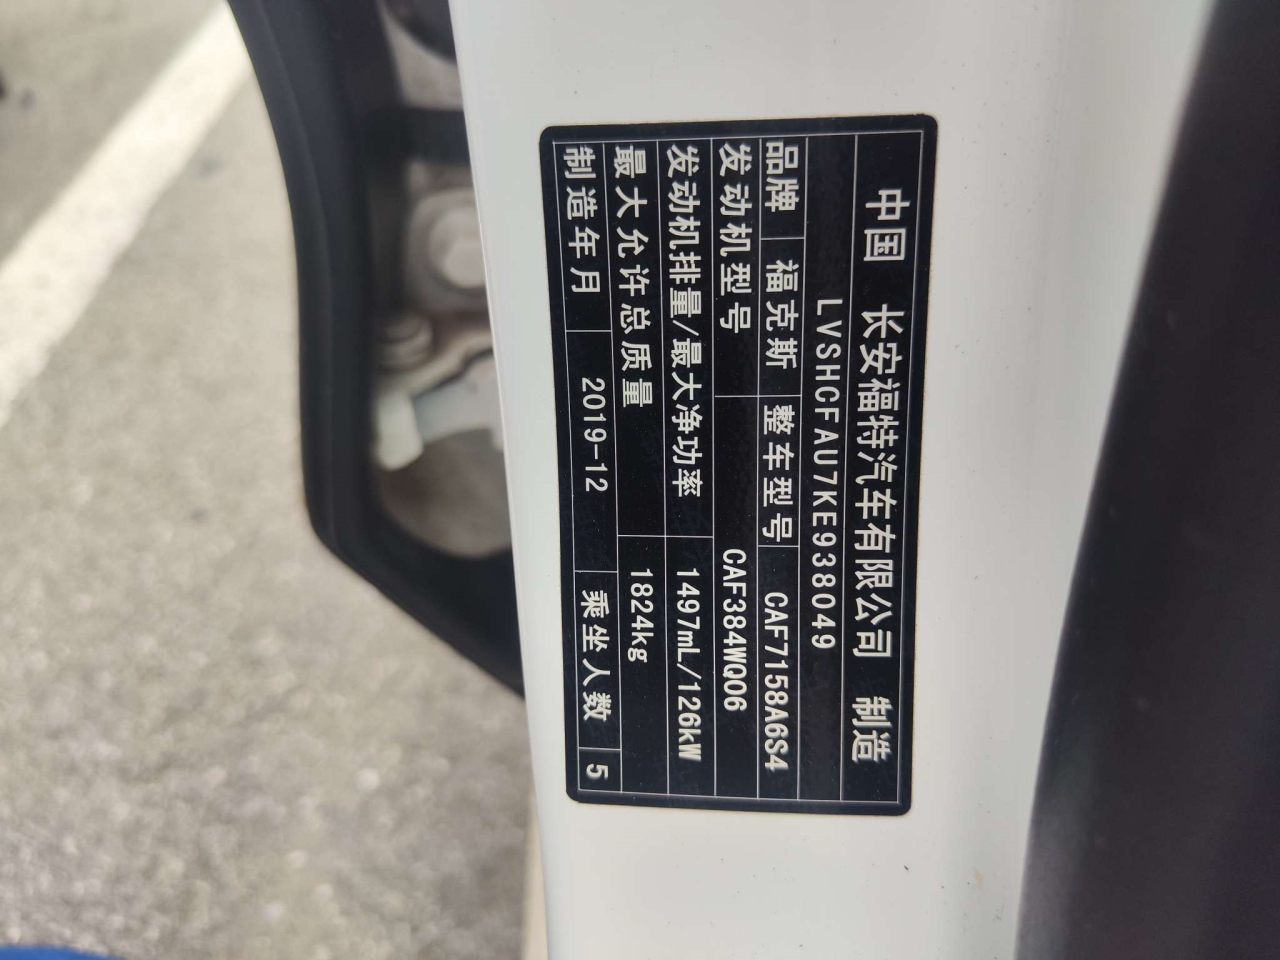 中国 长安福特汽车有限公司 制造
LVSHCFAU7KE938049
品牌 福克斯 整车型号 CAF7158A6S4
发动机型号 CAF384WQ06
发动机排量/最大净功率 1497mL/126kW
最大允许总质量 1824kg
制造年月 2019-12 乘坐人数 5